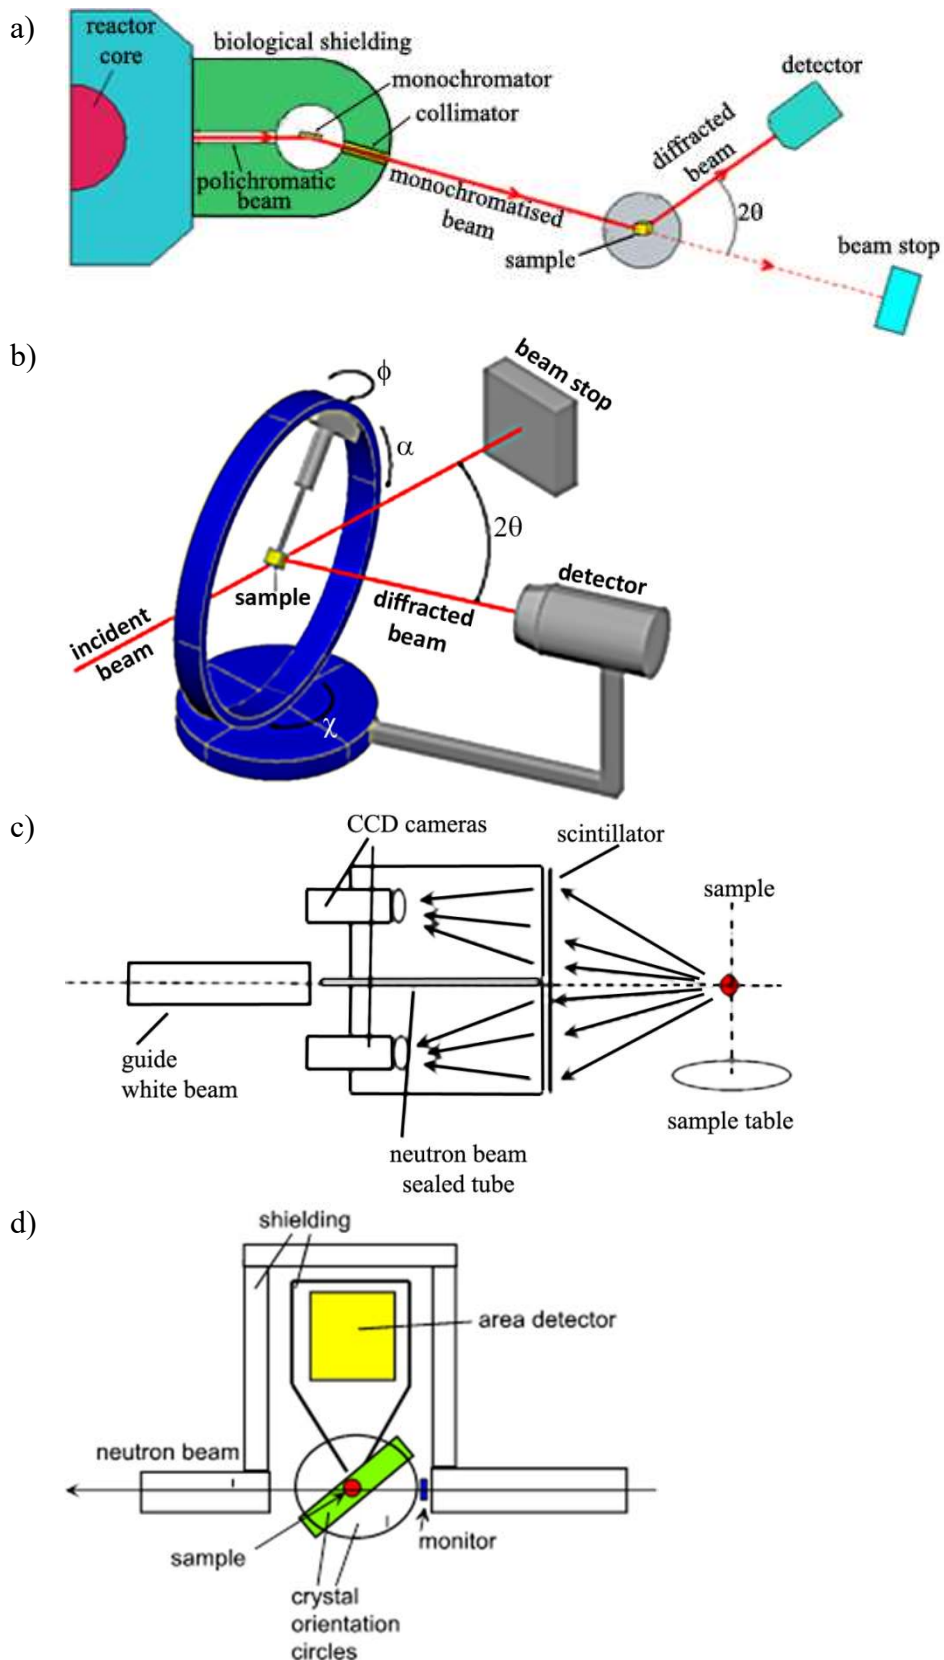 a)
reactor
core
biological shielding
monochromator
collimator
polichromatic
beam
monochromatised
beam
sample
diffracted
beam
detector
2θ
beam stop
b)
ϕ
α
beam stop
2θ
detector
sample
diffracted
beam
incident
beam
χ
c)
CCD cameras
scintillator
sample
guide
white beam
neutron beam
sealed tube
sample table
d)
shielding
area detector
neutron beam
sample
monitor
crystal
orientation
circles